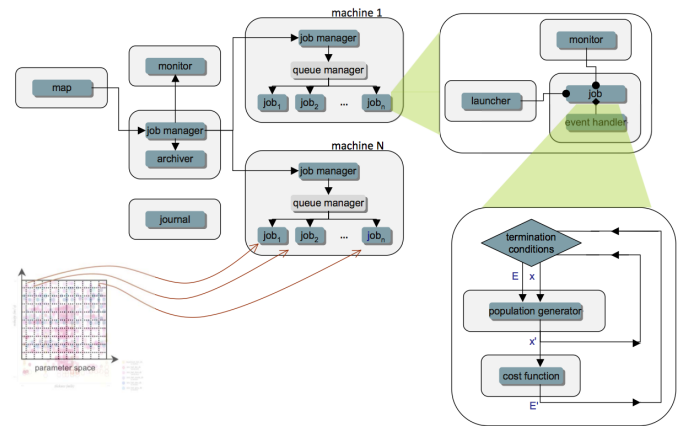 machine 1
job manager
queue manager
job1 job2 ... jobn
monitor
map
job manager
archiver
journal
machine N
job manager
queue manager
job1 job2 ... jobn
monitor
launcher
job
event handler
termination
conditions
E x
population generator
x'
cost function
E'
parameter space